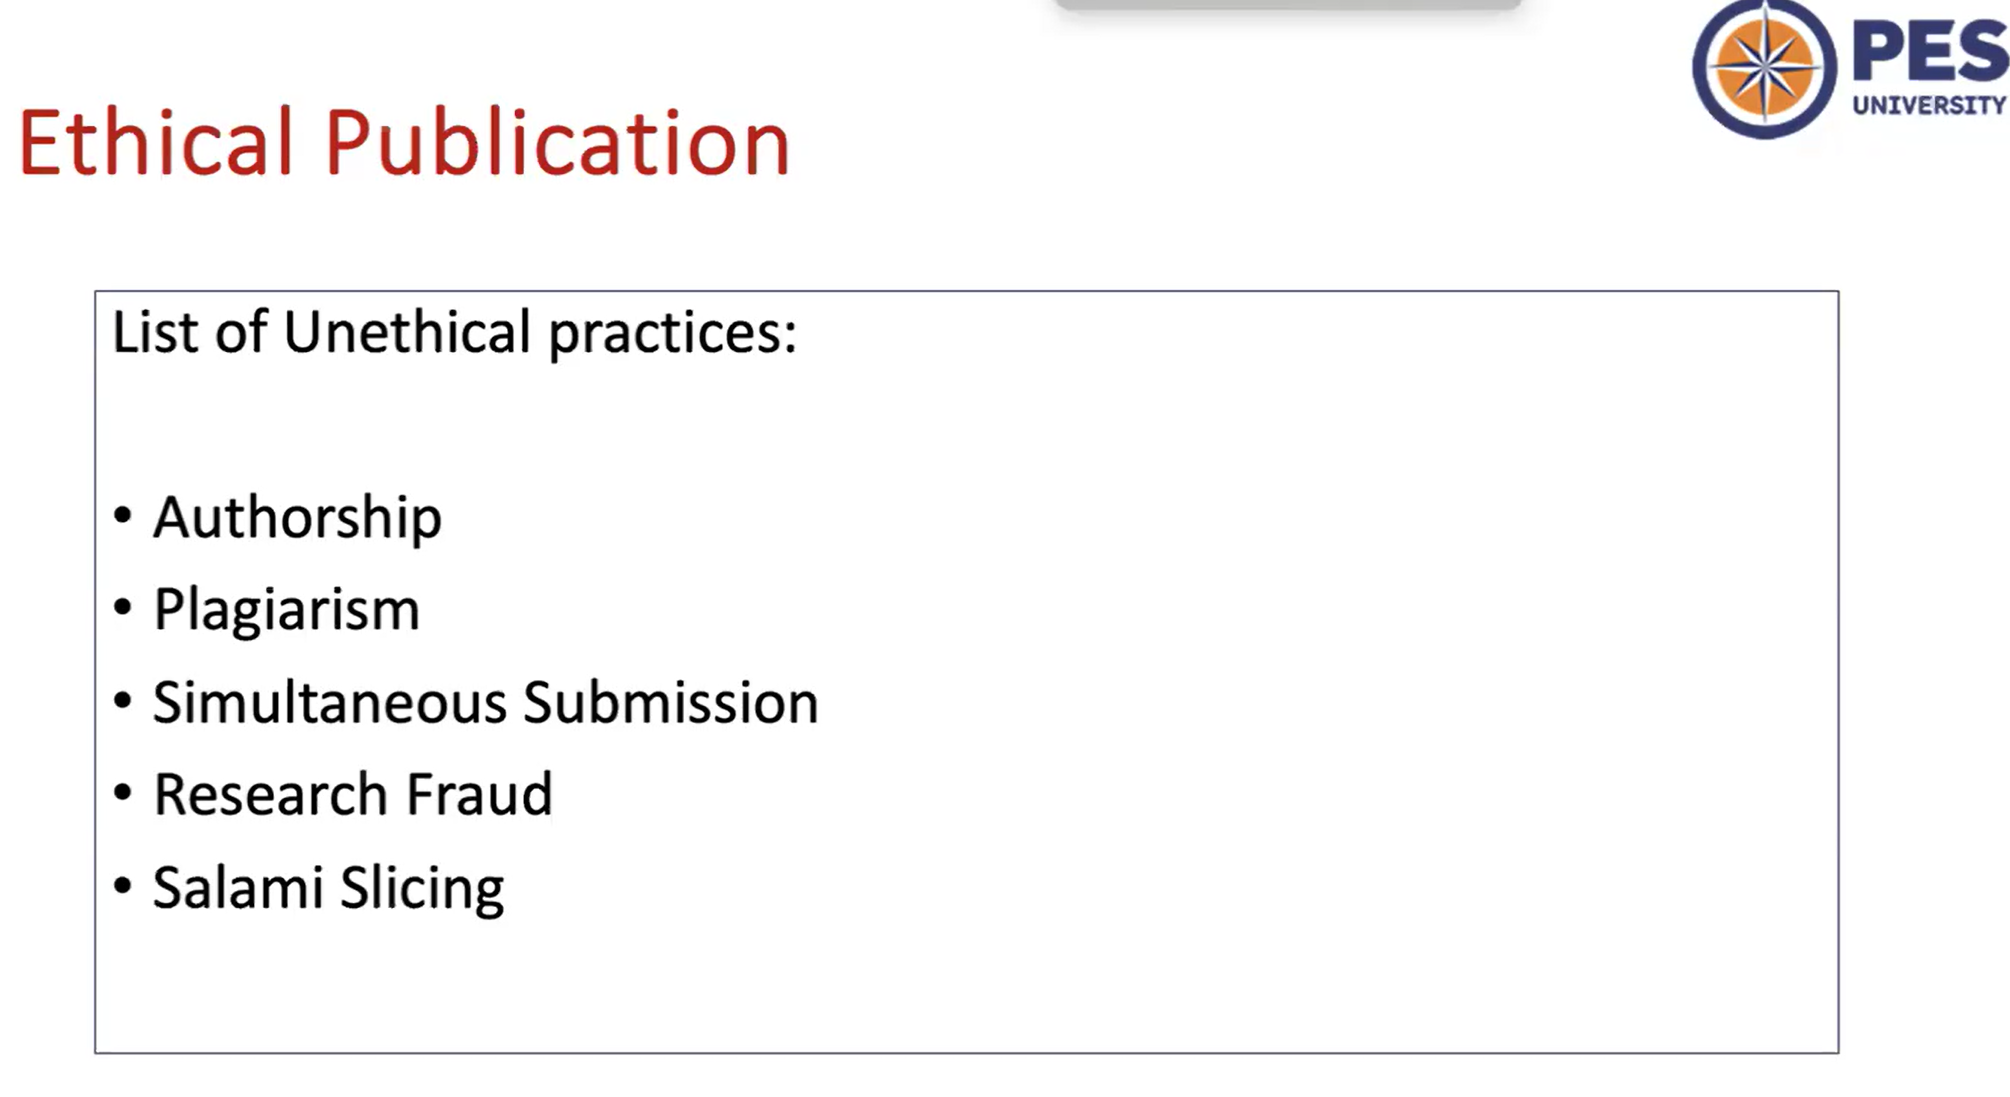 PES
UNIVERSITY
Ethical Publication
List of Unethical practices:
• Authorship
• Plagiarism
• Simultaneous Submission
• Research Fraud
• Salami Slicing